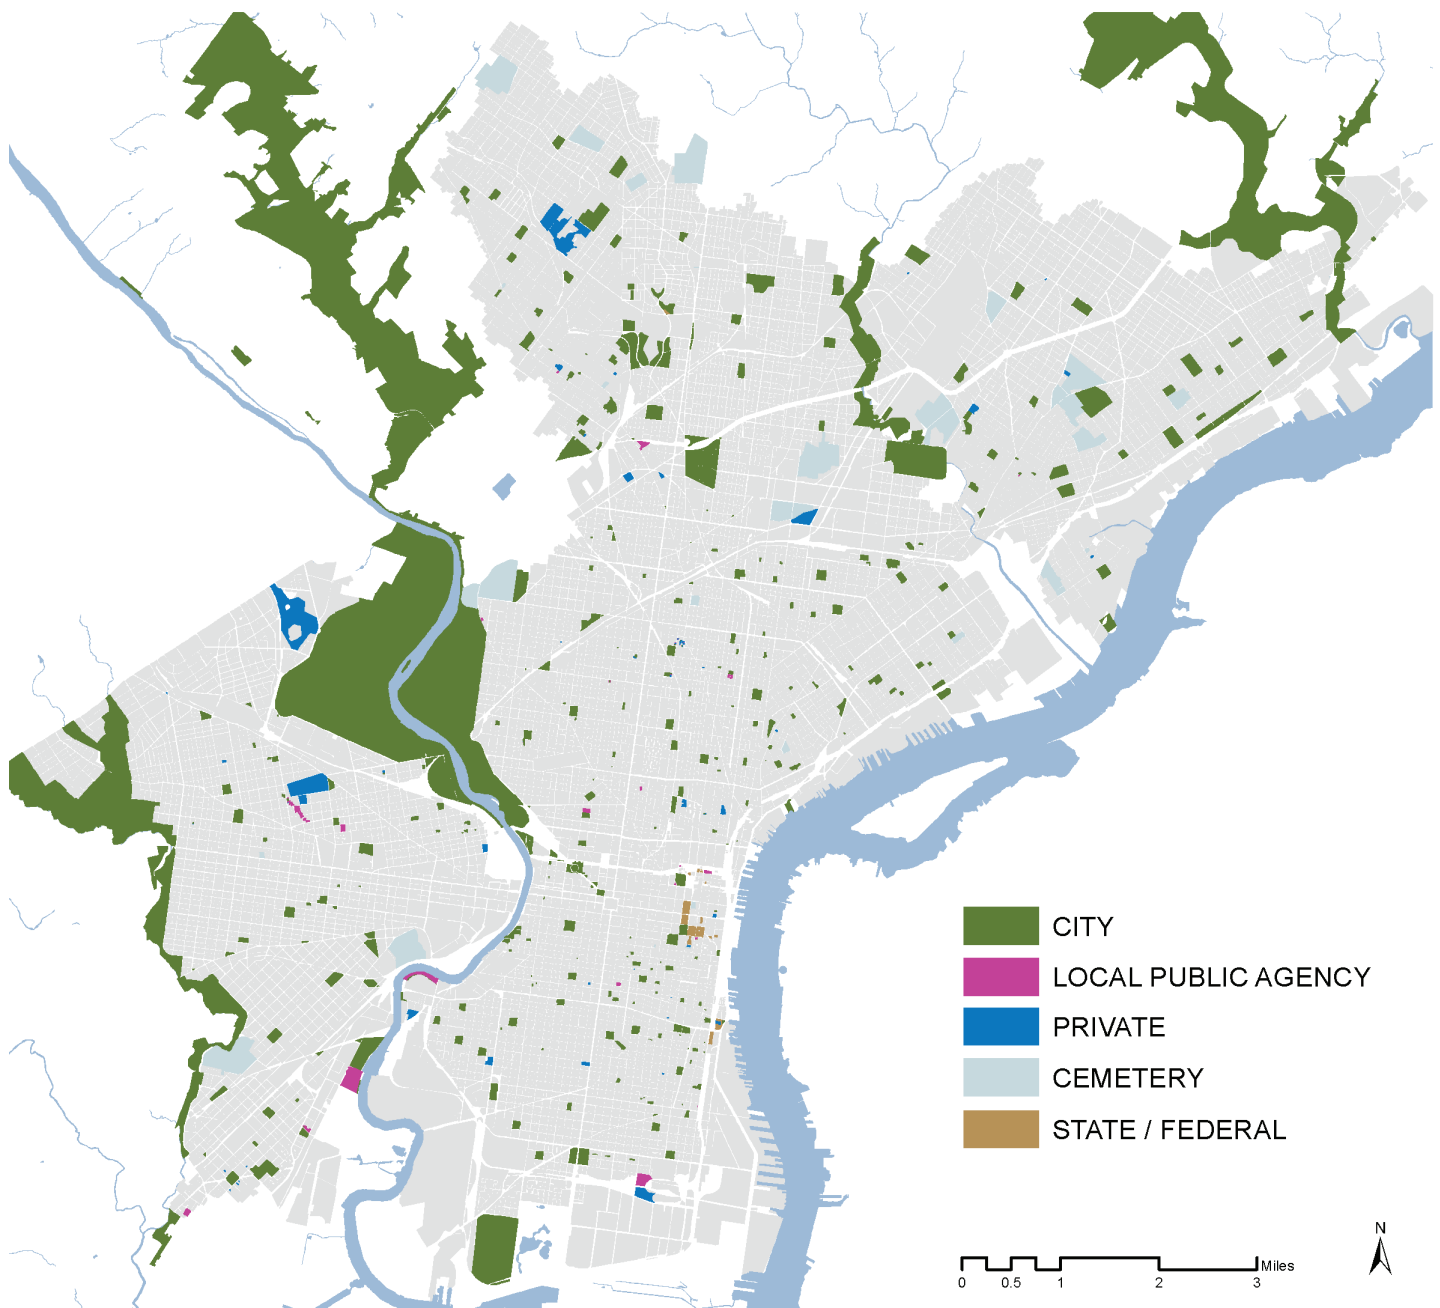 CITY
LOCAL PUBLIC AGENCY
PRIVATE
CEMETERY
STATE / FEDERAL
N
Miles
0 0.5 1 2 3